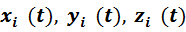 xᵢ (t), yᵢ (t), zᵢ (t)